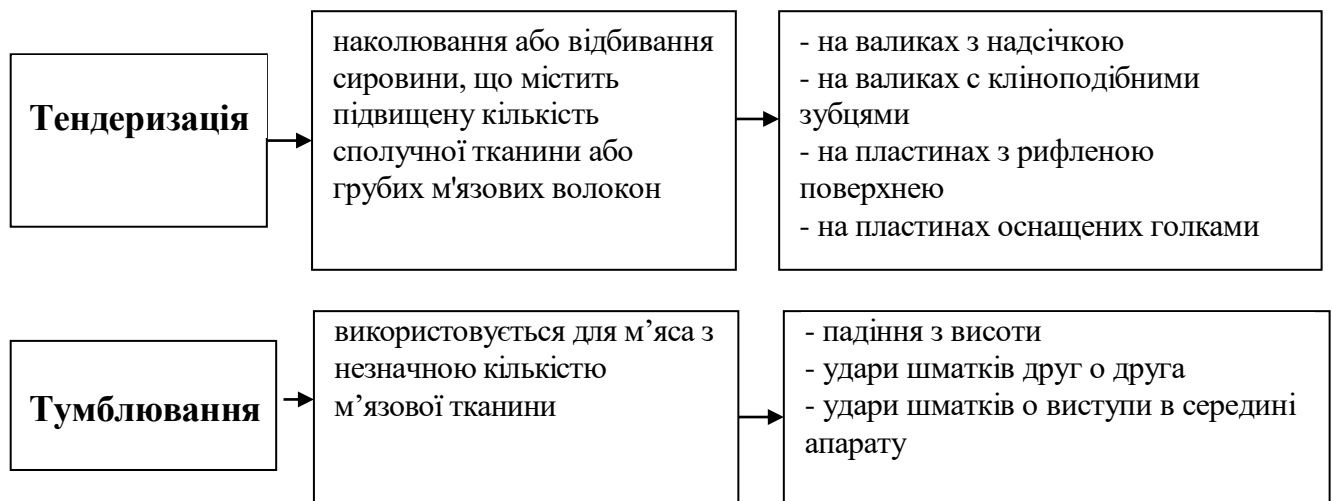 Тендеризація
наколювання або відбивання
сировини, що містить
підвищену кількість
сполучної тканини або
грубих м'язових волокон
- на валиках з надсічкою
- на валиках с кліноподібними
зубцями
- на пластинах з рифленою
поверхнею
- на пластинах оснащених голками
Тумблювання
використовується для м’яса з
незначною кількістю
м’язової тканини
- падіння з висоти
- удари шматків друг о друга
- удари шматків о виступи в середині
апарату